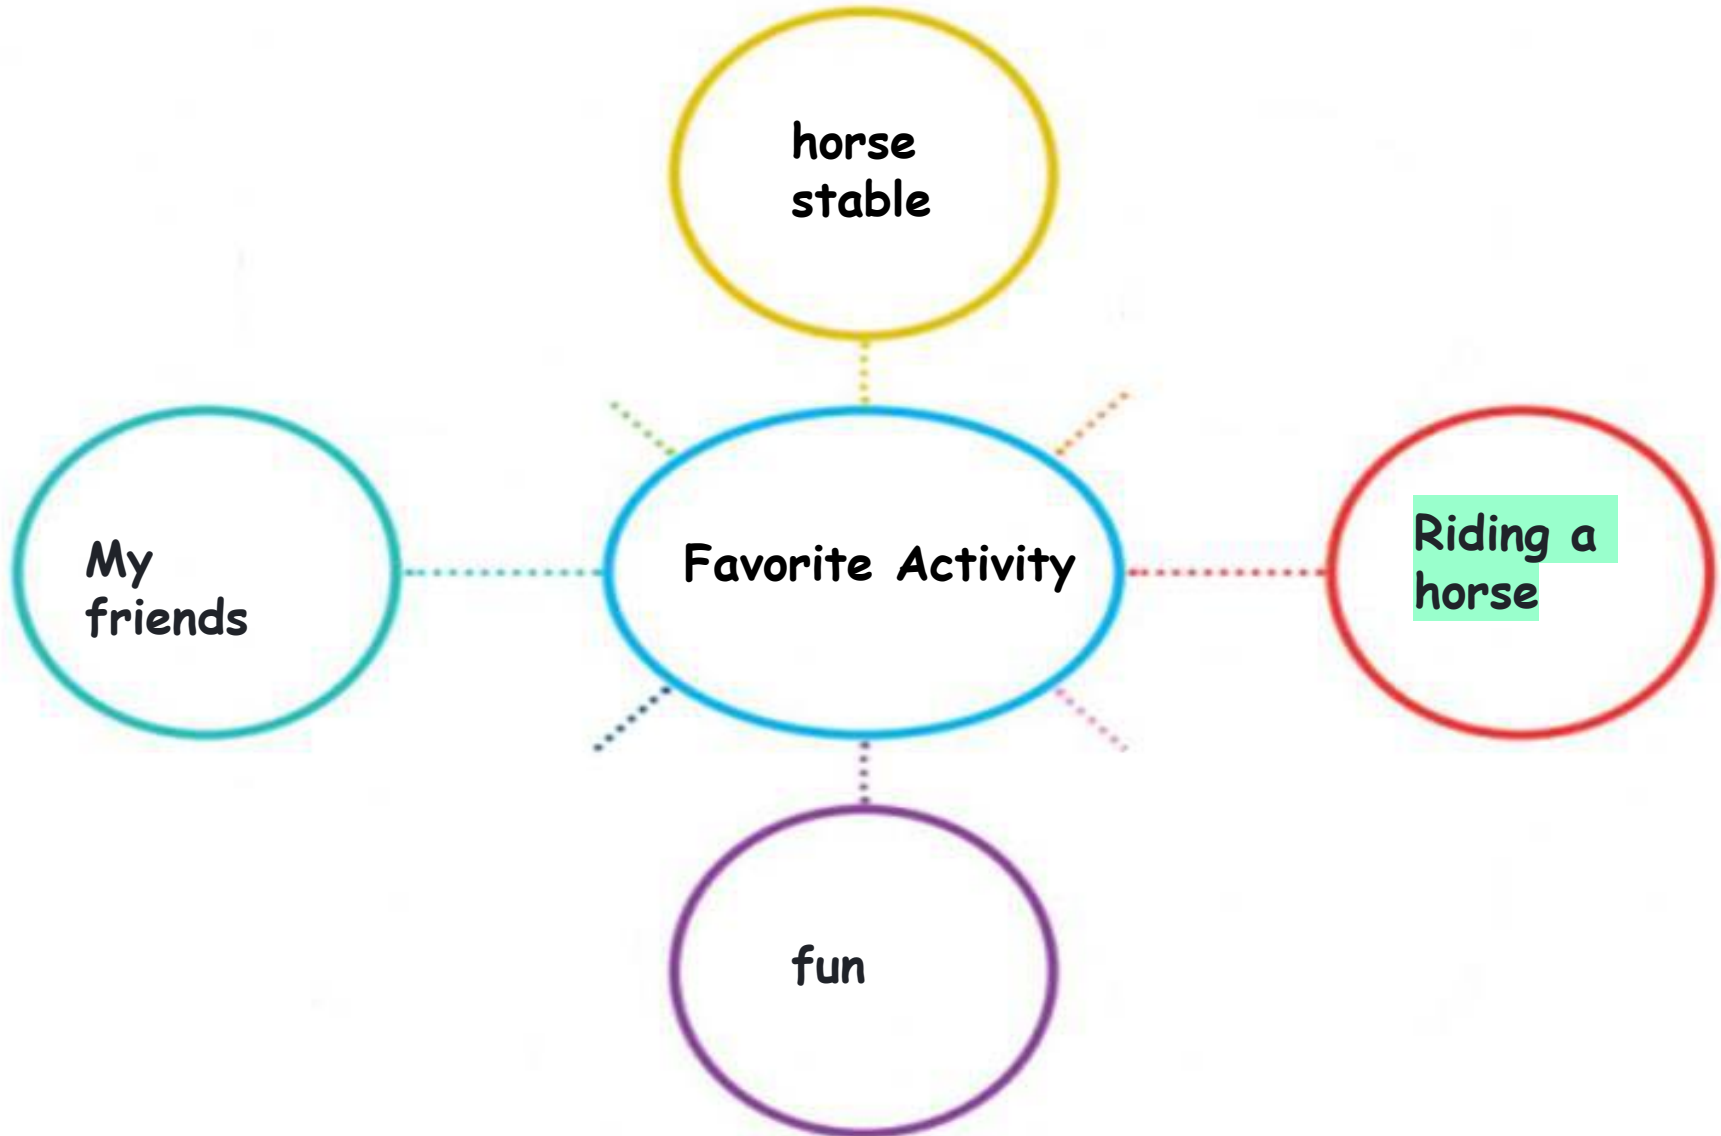 horse
stable
My
friends
Favorite Activity
Riding a
horse
fun